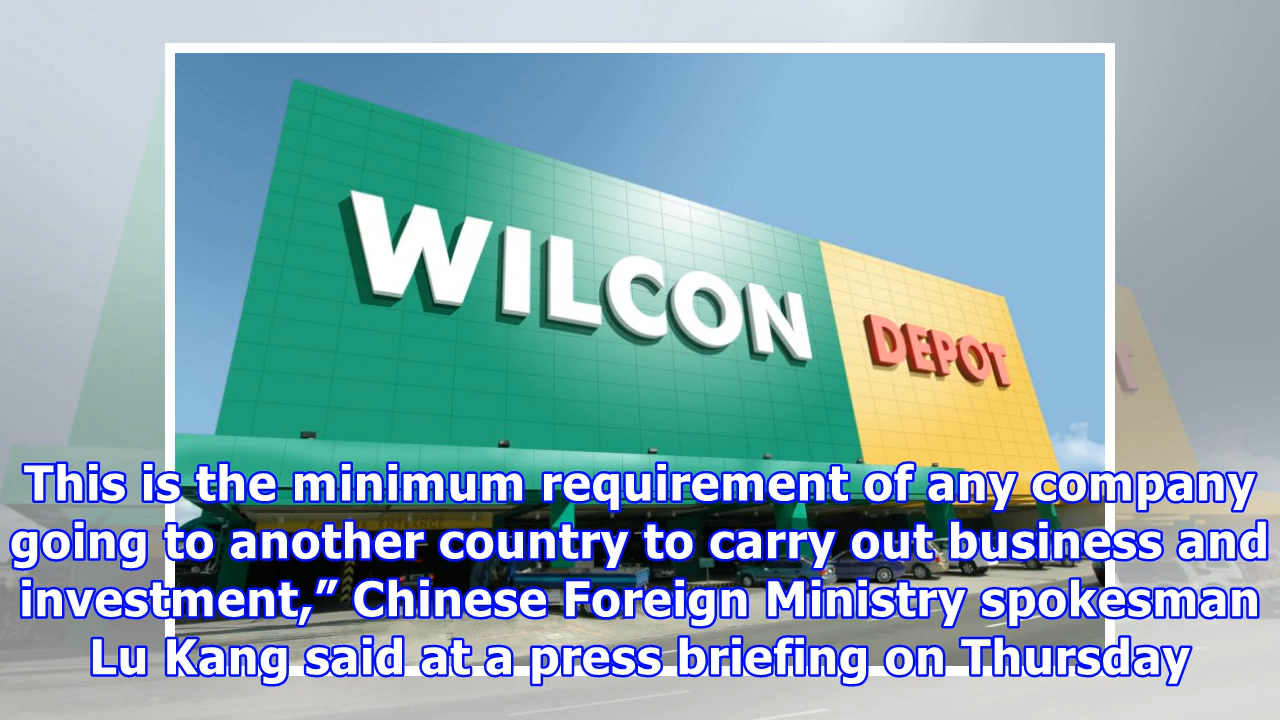 WILCON
DEPOT
This is the minimum requirement of any company
going to another country to carry out business and
investment,” Chinese Foreign Ministry spokesman
Lu Kang said at a press briefing on Thursday